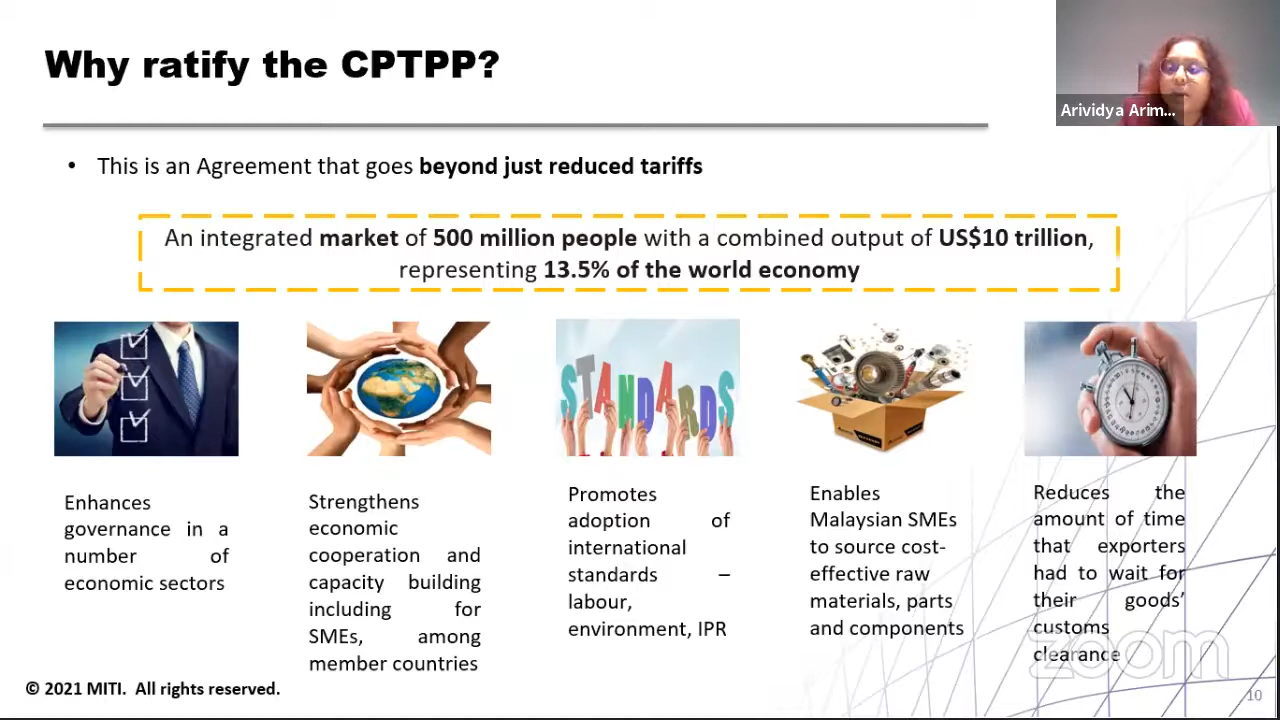 Why ratify the CPTPP?
Arividya Arim...
• This is an Agreement that goes beyond just reduced tariffs
An integrated market of 500 million people with a combined output of US$10 trillion,
representing 13.5% of the world economy
STANDARDS
Enhances
governance in a
number of
economic sectors
Strengthens
economic
cooperation and
capacity building
including for
SMEs, among
member countries
Promotes
adoption of
international
standards –
labour,
environment, IPR
Enables
Malaysian SMEs
to source cost-
effective raw
materials, parts
and components
Reduces the
amount of time
that exporters
had to wait for
their goods’
customs
clearance
zoom
© 2021 MITI. All rights reserved.
10